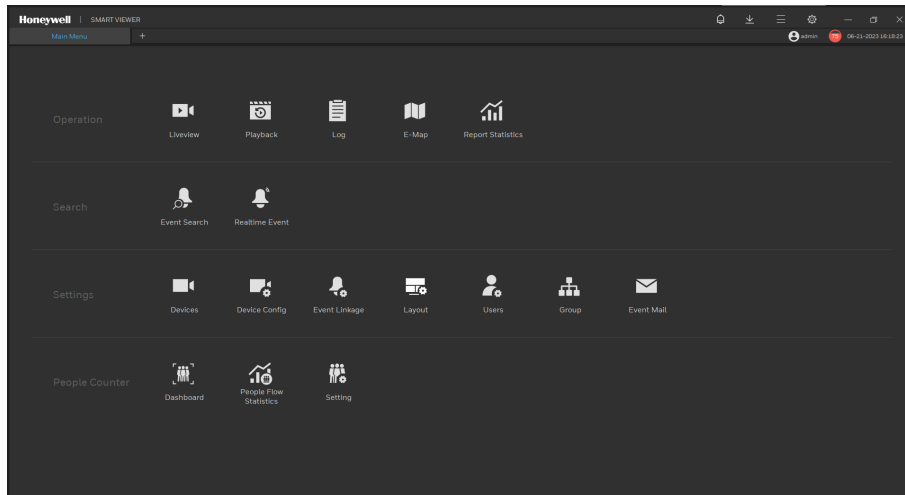 Honeywell | SMART VIEWER
Main Menu +
admin 75 06-21-2023 16:18:23
Operation
Liveview Playback Log E-Map Report Statistics
Search
Event Search Realtime Event
Settings
Devices Device Config Event Linkage Layout Users Group Event Mail
People Counter
Dashboard People Flow Statistics Setting